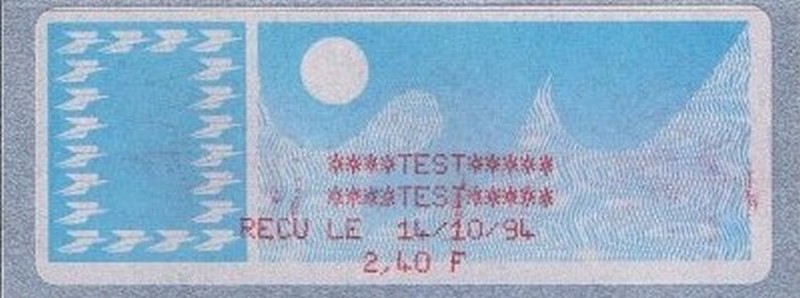 ****TEST*****
****TEST*****
RECU LE 14/10/94
2,40 F